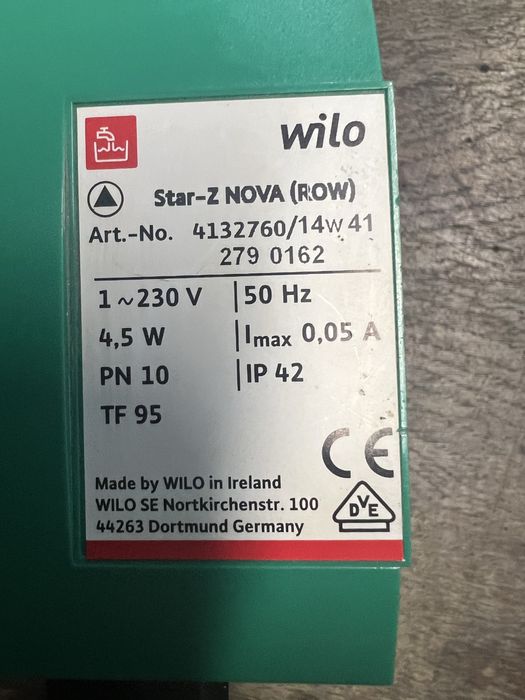 wilo
Star-Z NOVA (ROW)
Art.-No. 4132760/14w41
279 0162
1~230 V | 50 Hz
4,5 W | Imax 0,05 A
PN 10 | IP 42
TF 95
CE
Made by WILO in Ireland
WILO SE Nortkirchenstr. 100
44263 Dortmund Germany
DVE